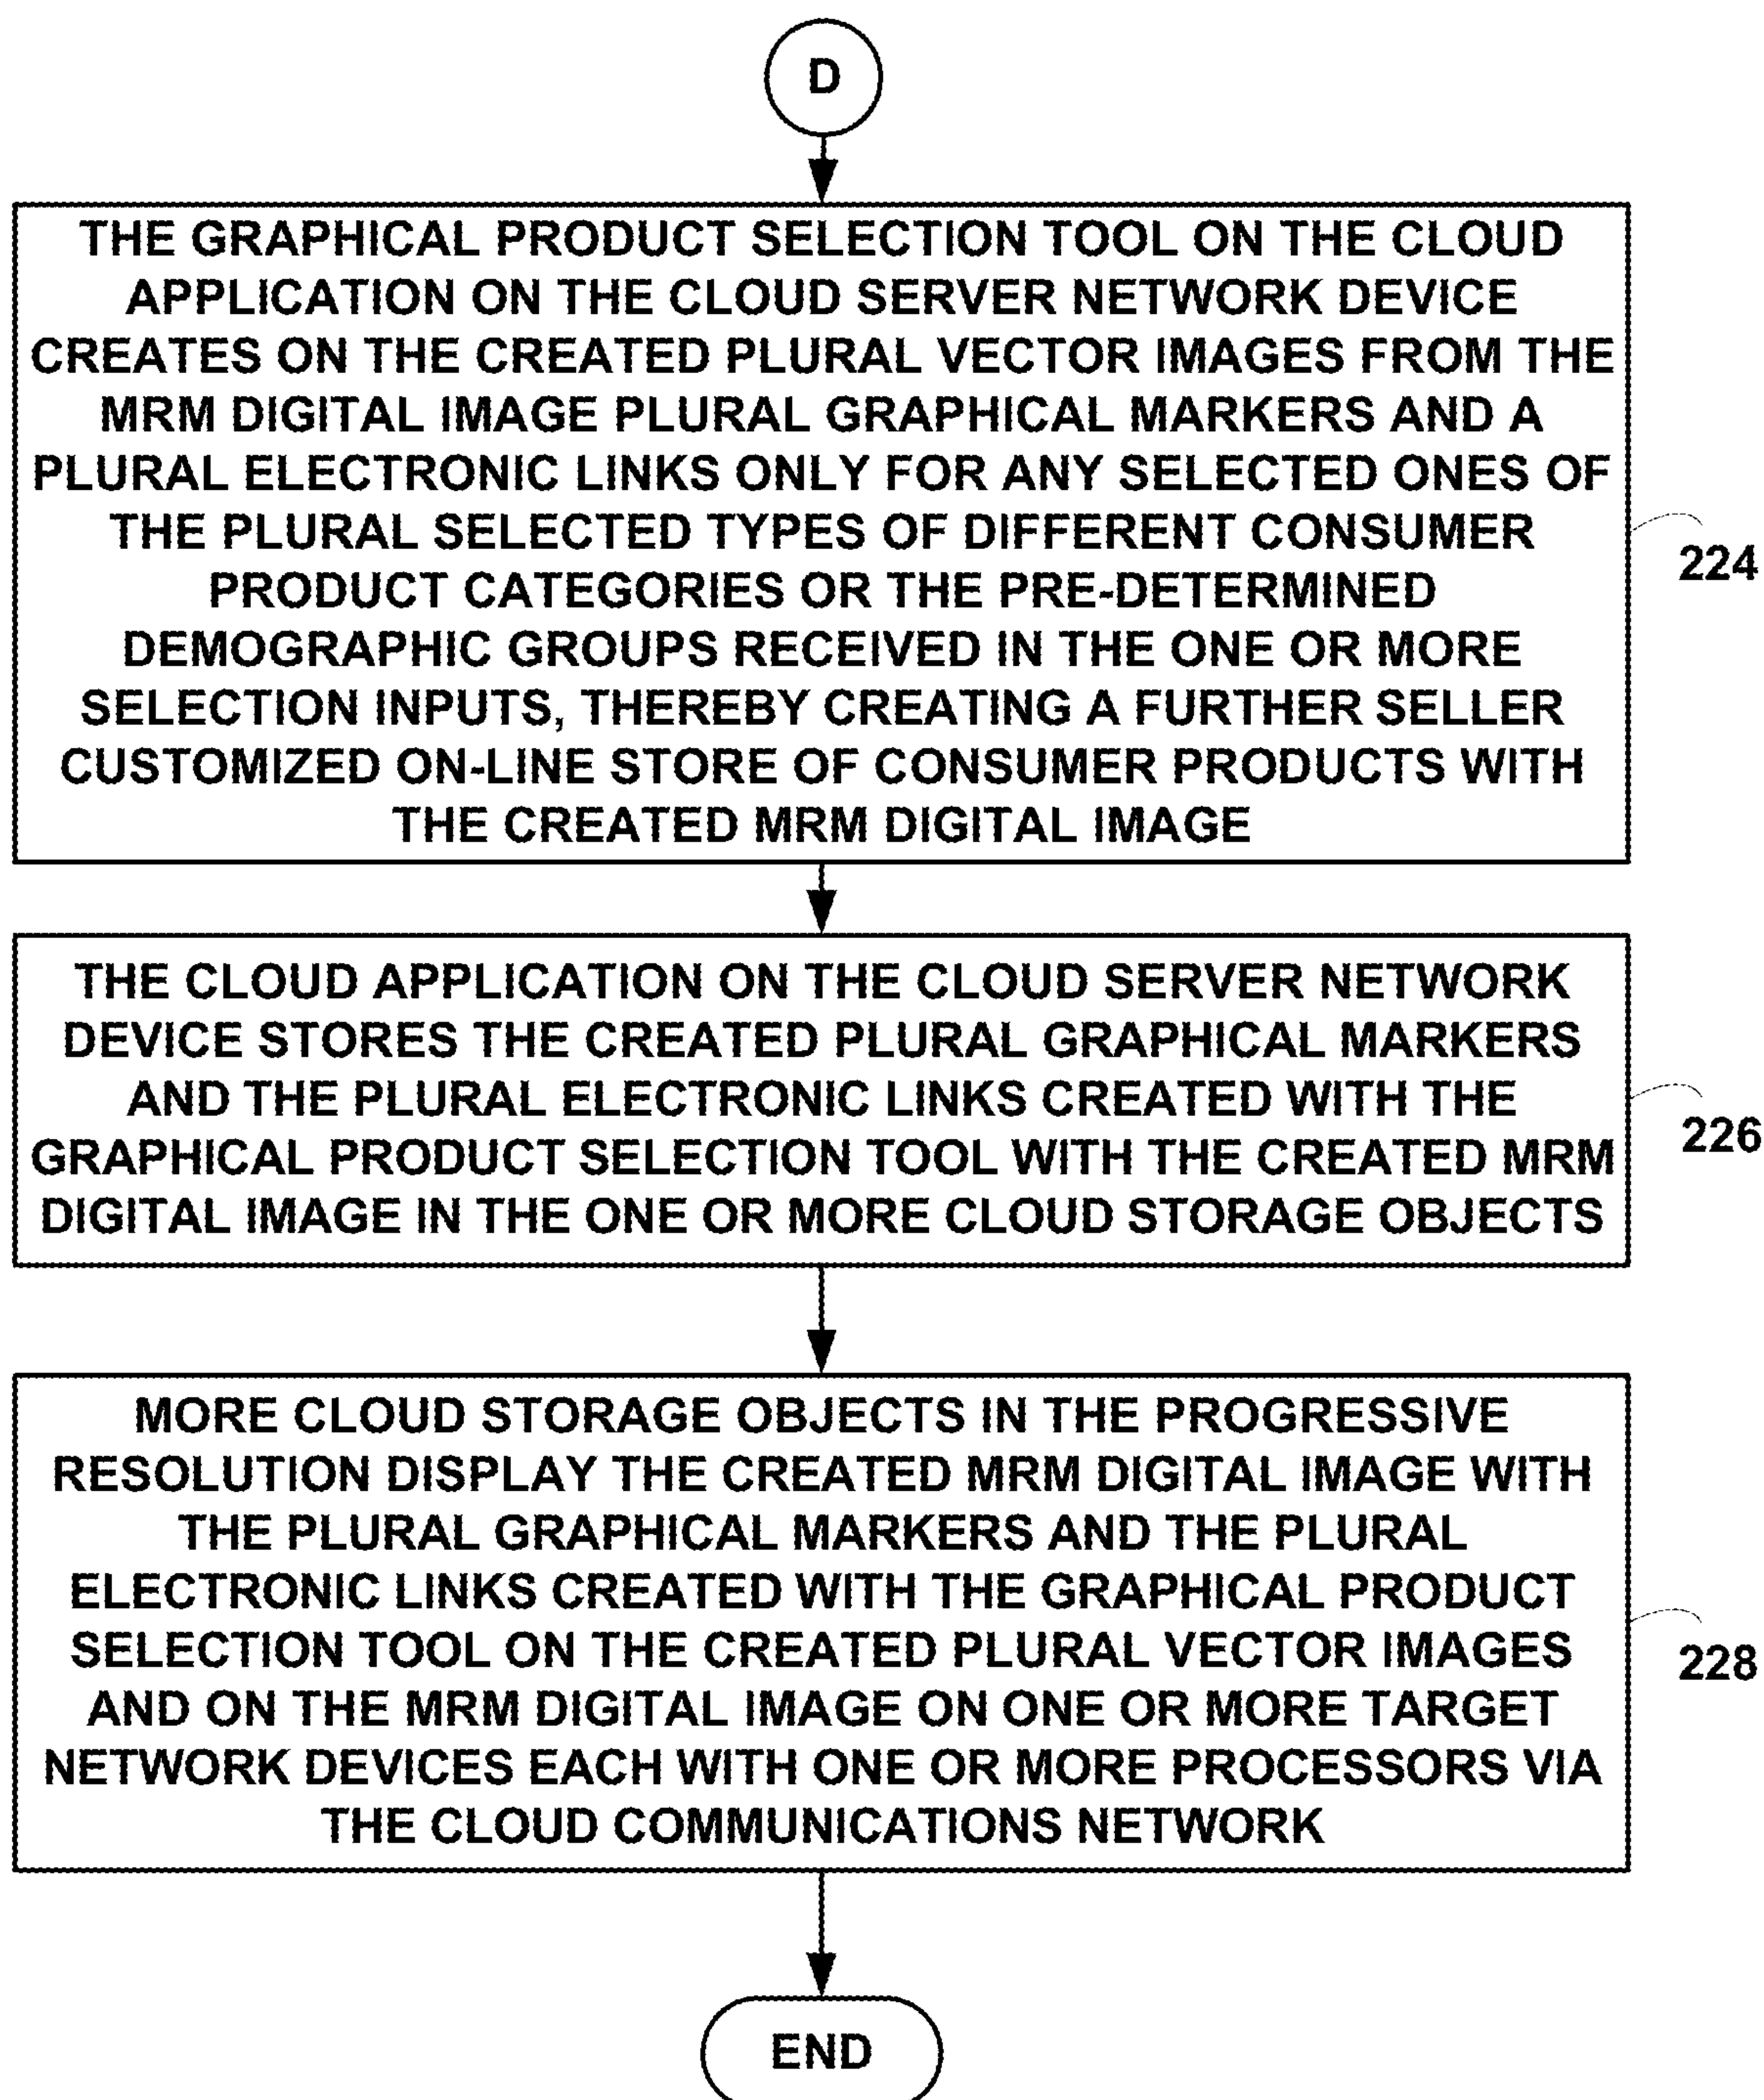 D
THE GRAPHICAL PRODUCT SELECTION TOOL ON THE CLOUD
APPLICATION ON THE CLOUD SERVER NETWORK DEVICE
CREATES ON THE CREATED PLURAL VECTOR IMAGES FROM THE
MRM DIGITAL IMAGE PLURAL GRAPHICAL MARKERS AND A
PLURAL ELECTRONIC LINKS ONLY FOR ANY SELECTED ONES OF
THE PLURAL SELECTED TYPES OF DIFFERENT CONSUMER
PRODUCT CATEGORIES OR THE PRE-DETERMINED
DEMOGRAPHIC GROUPS RECEIVED IN THE ONE OR MORE
SELECTION INPUTS, THEREBY CREATING A FURTHER SELLER
CUSTOMIZED ON-LINE STORE OF CONSUMER PRODUCTS WITH
THE CREATED MRM DIGITAL IMAGE
224
THE CLOUD APPLICATION ON THE CLOUD SERVER NETWORK
DEVICE STORES THE CREATED PLURAL GRAPHICAL MARKERS
AND THE PLURAL ELECTRONIC LINKS CREATED WITH THE
GRAPHICAL PRODUCT SELECTION TOOL WITH THE CREATED MRM
DIGITAL IMAGE IN THE ONE OR MORE CLOUD STORAGE OBJECTS
226
MORE CLOUD STORAGE OBJECTS IN THE PROGRESSIVE
RESOLUTION DISPLAY THE CREATED MRM DIGITAL IMAGE WITH
THE PLURAL GRAPHICAL MARKERS AND THE PLURAL
ELECTRONIC LINKS CREATED WITH THE GRAPHICAL PRODUCT
SELECTION TOOL ON THE CREATED PLURAL VECTOR IMAGES
AND ON THE MRM DIGITAL IMAGE ON ONE OR MORE TARGET
NETWORK DEVICES EACH WITH ONE OR MORE PROCESSORS VIA
THE CLOUD COMMUNICATIONS NETWORK
228
END